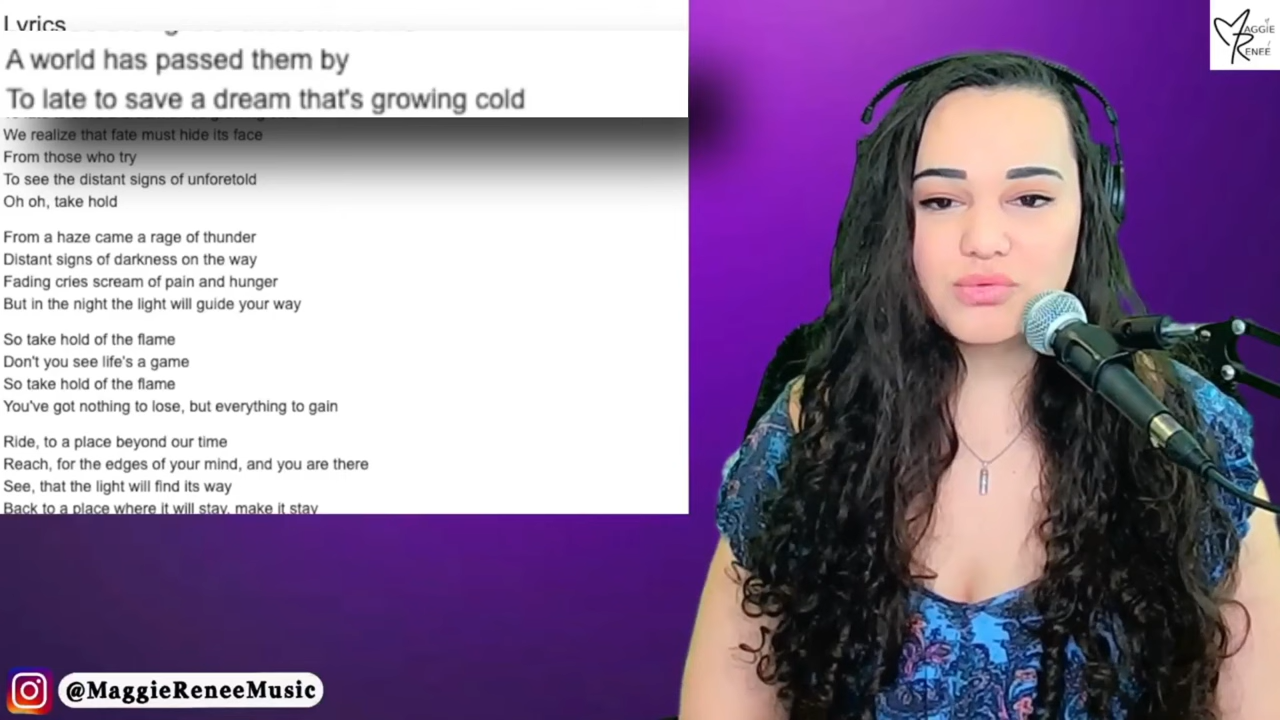 Lyrics
A world has passed them by
To late to save a dream that's growing cold
We realize that fate must hide its face
From those who try
To see the distant signs of unforetold
Oh oh, take hold
From a haze came a rage of thunder
Distant signs of darkness on the way
Fading cries scream of pain and hunger
But in the night the light will guide your way
So take hold of the flame
Don't you see life's a game
So take hold of the flame
You've got nothing to lose, but everything to gain
Ride, to a place beyond our time
Reach, for the edges of your mind, and you are there
See, that the light will find its way
Back to a place where it will stay, make it stay
MAGGIE
RENEÉ
@MaggieReneeMusic